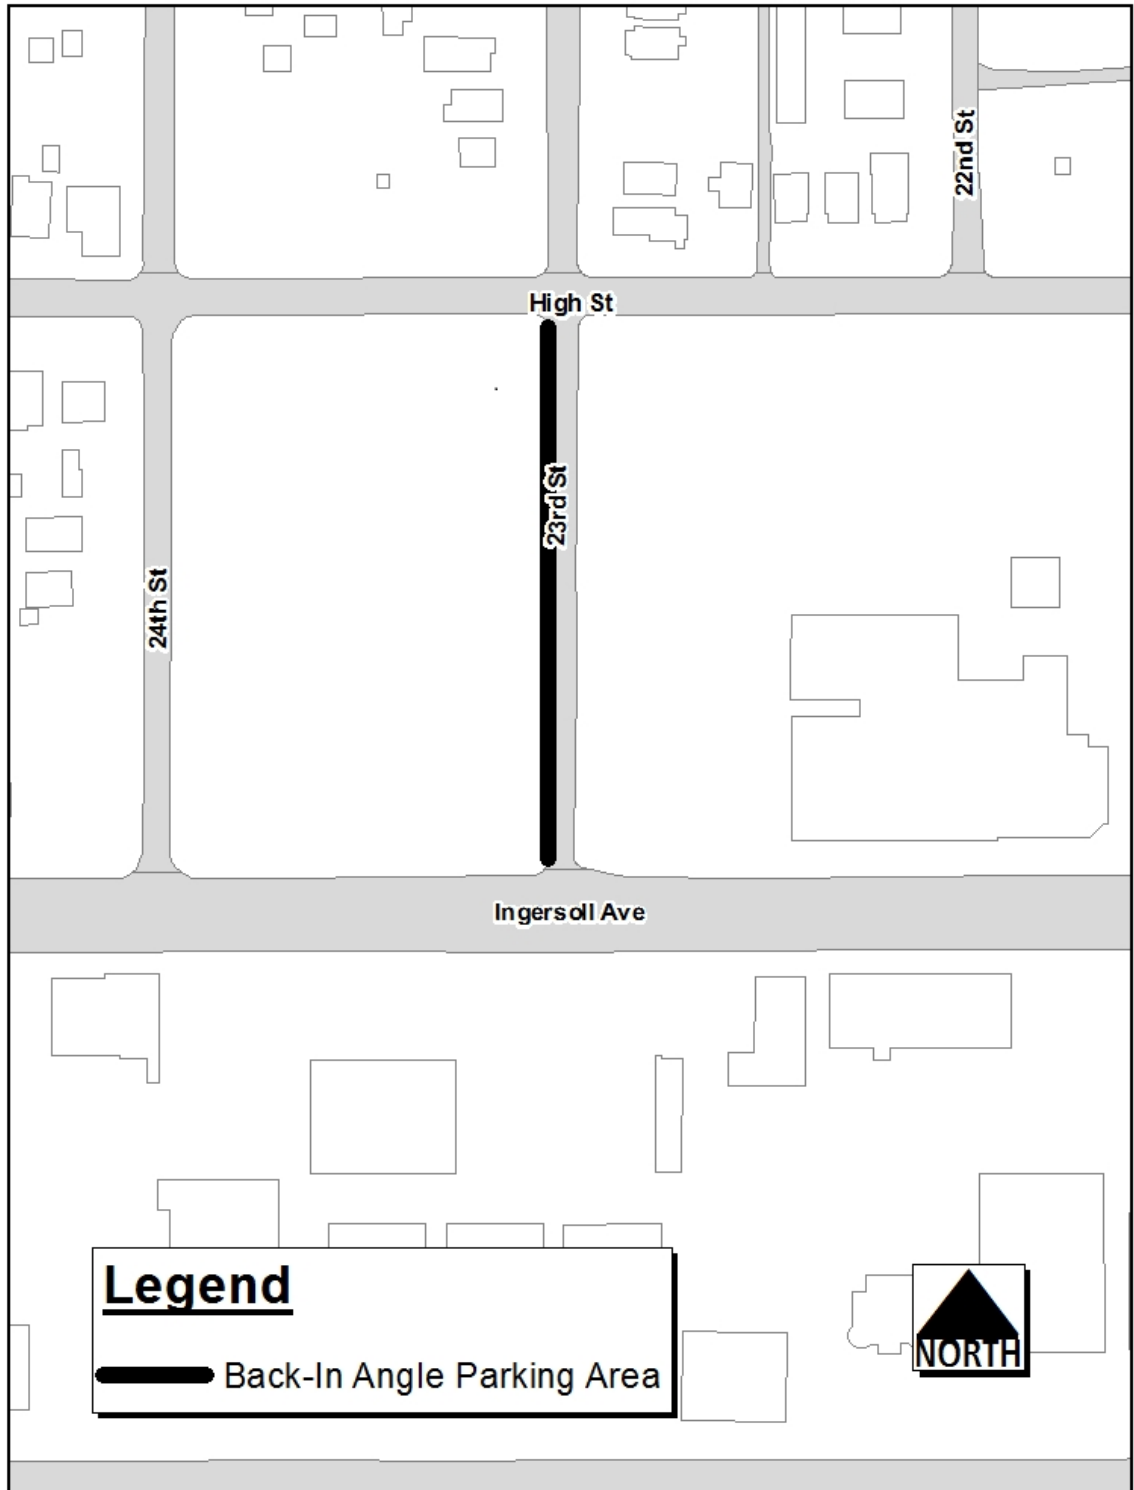 22nd St
High St
23rd St
24th St
Ingersoll Ave
Legend
Back-In Angle Parking Area
NORTH